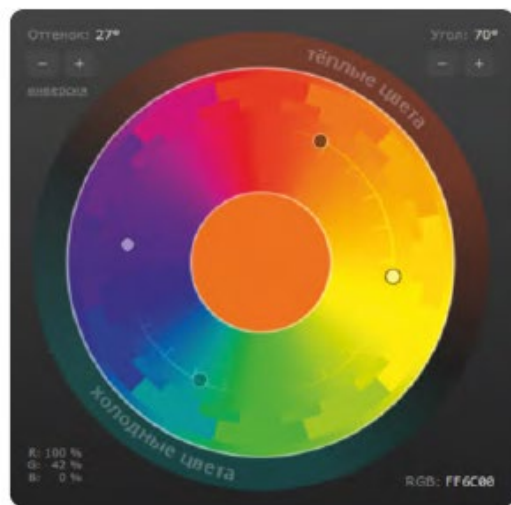 Оттенок: 27°
Угол: 70°
− +
− +
инверсия
тёплые цвета
холодные цвета
R: 100 %
G: 42 %
B: 0 %
RGB: FF6C00